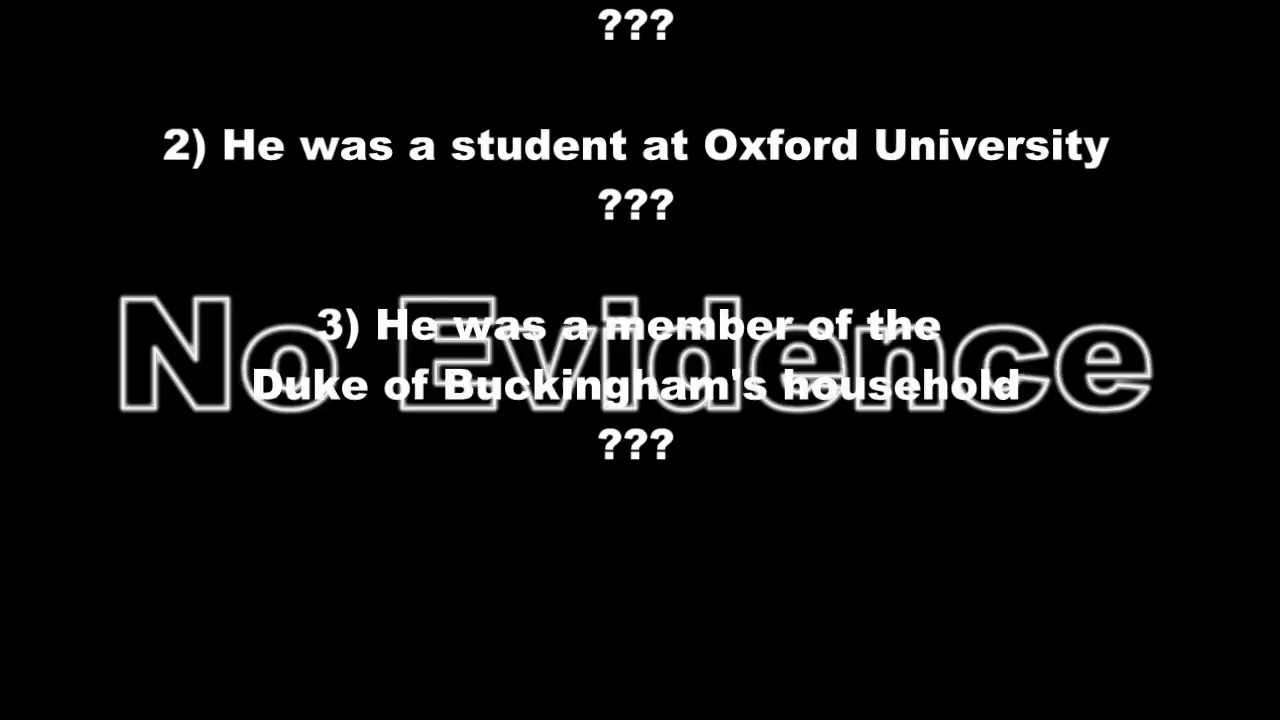 ???
2) He was a student at Oxford University
???
No Evidence
3) He was a member of the
Duke of Buckingham's household
???